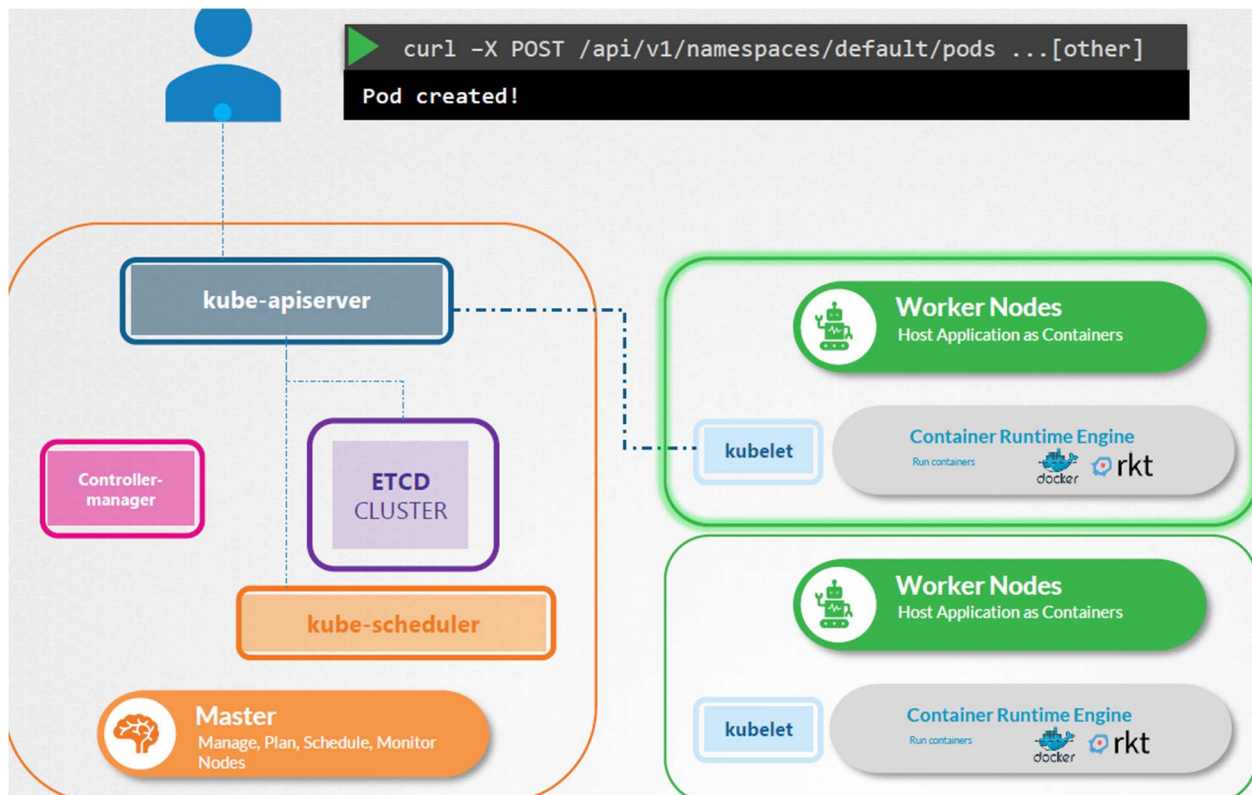 curl –X POST /api/v1/namespaces/default/pods ...[other]
Pod created!
kube-apiserver
Controller-
manager
ETCD
CLUSTER
kube-scheduler
Master
Manage, Plan, Schedule, Monitor
Nodes
Worker Nodes
Host Application as Containers
kubelet
Container Runtime Engine
Run containers
docker
rkt
Worker Nodes
Host Application as Containers
kubelet
Container Runtime Engine
Run containers
docker
rkt